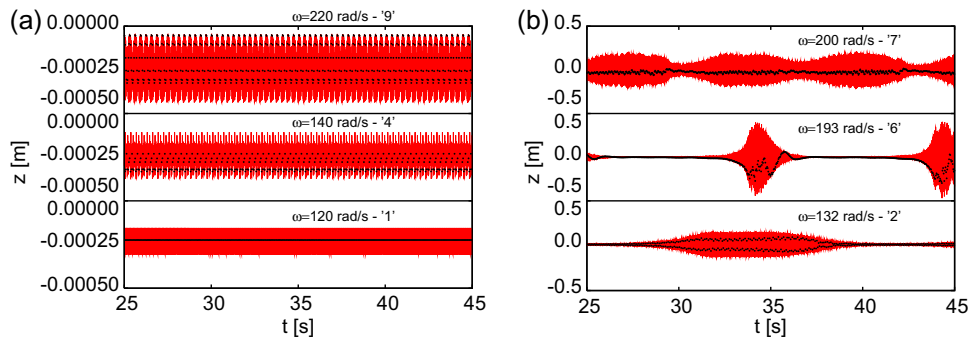 (a)
ω=220 rad/s - '9'
-0.00025
-0.00050
0.00000
ω=140 rad/s - '4'
-0.00025
-0.00050
0.00000
ω=120 rad/s - '1'
-0.00025
-0.00050
z [m]
25 30 35 40 45
t [s]
(b)
0.5
ω=200 rad/s - '7'
0.0
-0.5
0.5
ω=193 rad/s - '6'
0.0
-0.5
0.5
ω=132 rad/s - '2'
0.0
-0.5
z [m]
25 30 35 40 45
t [s]